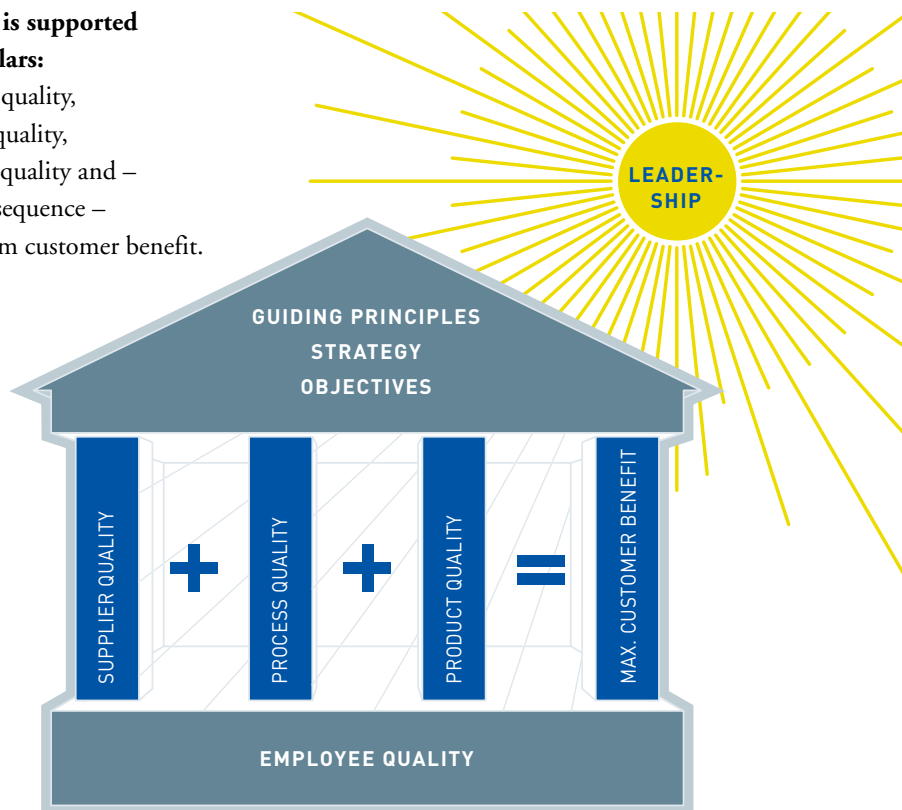 is supported
lars:
quality,
quality,
quality and –
sequence –
m customer benefit.
LEADER-
SHIP
GUIDING PRINCIPLES
STRATEGY
OBJECTIVES
SUPPLIER QUALITY
+
PROCESS QUALITY
+
PRODUCT QUALITY
=
MAX. CUSTOMER BENEFIT
EMPLOYEE QUALITY